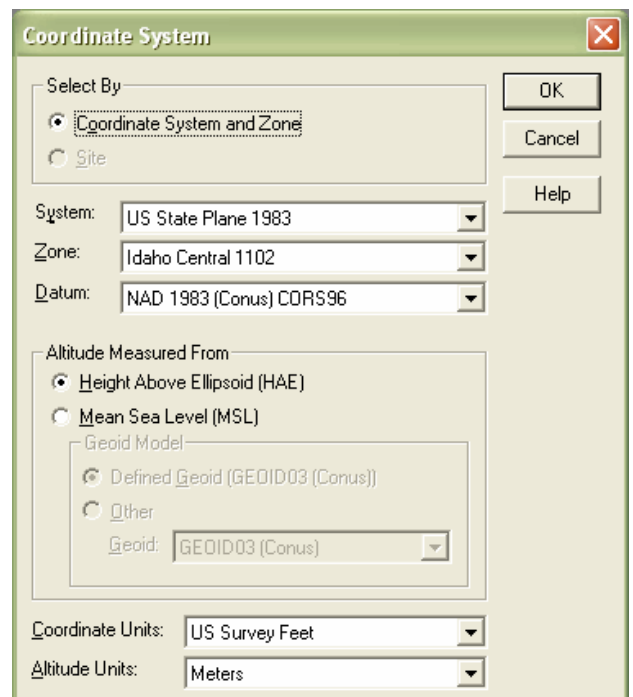 Coordinate System
Select By
Coordinate System and Zone
Site
OK
Cancel
Help
System: US State Plane 1983
Zone: Idaho Central 1102
Datum: NAD 1983 (Conus) CORS96
Altitude Measured From
Height Above Ellipsoid (HAE)
Mean Sea Level (MSL)
Geoid Model
Defined Geoid (GEOID03 (Conus))
Other
Geoid: GEOID03 (Conus)
Coordinate Units: US Survey Feet
Altitude Units: Meters